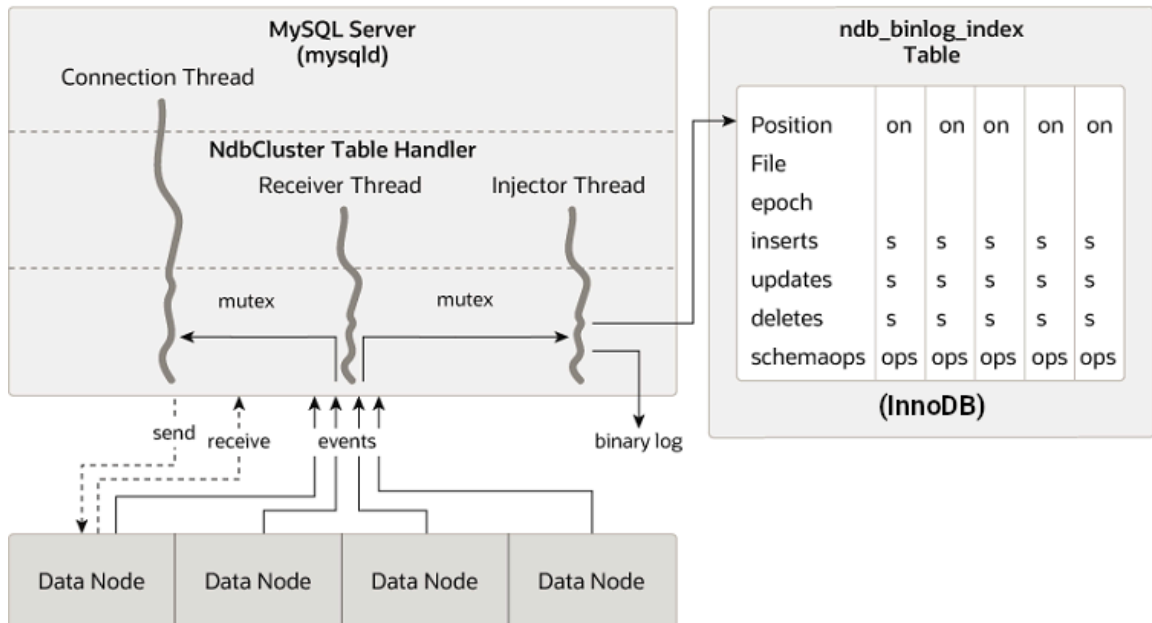 MySQL Server
(mysqld)
Connection Thread
NdbCluster Table Handler
Receiver Thread
Injector Thread
mutex
mutex
send
receive
events
binary log
Data Node
Data Node
Data Node
Data Node
ndb_binlog_index
Table
Position on on on on on
File
epoch
inserts s s s s s
updates s s s s s
deletes s s s s s
schemaops ops ops ops ops ops
(InnoDB)